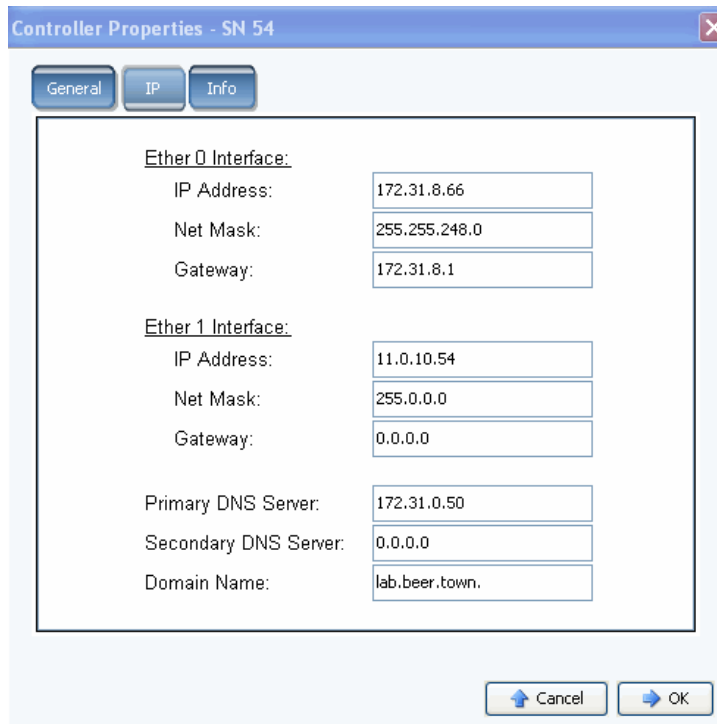 Controller Properties - SN 54
General IP Info
Ether 0 Interface:
IP Address: 172.31.8.66
Net Mask: 255.255.248.0
Gateway: 172.31.8.1
Ether 1 Interface:
IP Address: 11.0.10.54
Net Mask: 255.0.0.0
Gateway: 0.0.0.0
Primary DNS Server: 172.31.0.50
Secondary DNS Server: 0.0.0.0
Domain Name: lab.beer.town.
Cancel OK